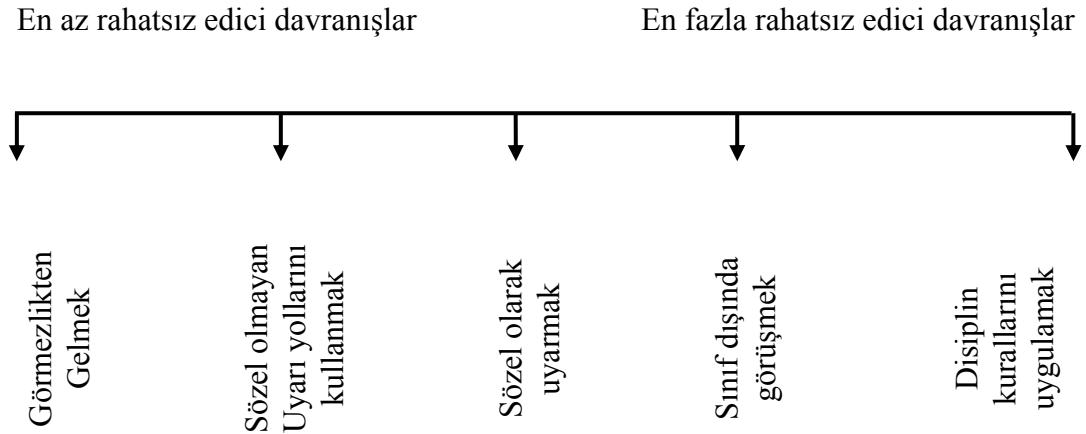 En az rahatsız edici davranışlar
En fazla rahatsız edici davranışlar
Görmezlikten
Gelmek
Sözel olmayan
Uyarı yollarını
kullanmak
Sözel olarak
uyarmak
Sınıf dışında
görüşmek
Disiplin
kurallarını
uygulamak